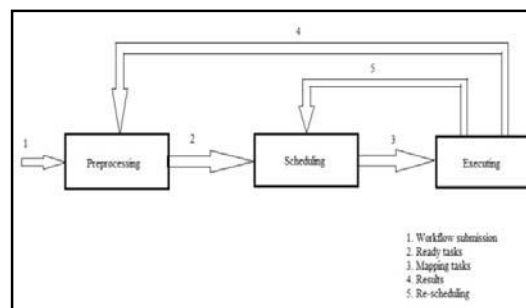 4
5
1
2
3
Preprocessing
Scheduling
Executing
1. Workflow submission
2. Ready tasks
3. Mapping tasks
4. Results
5. Re-scheduling